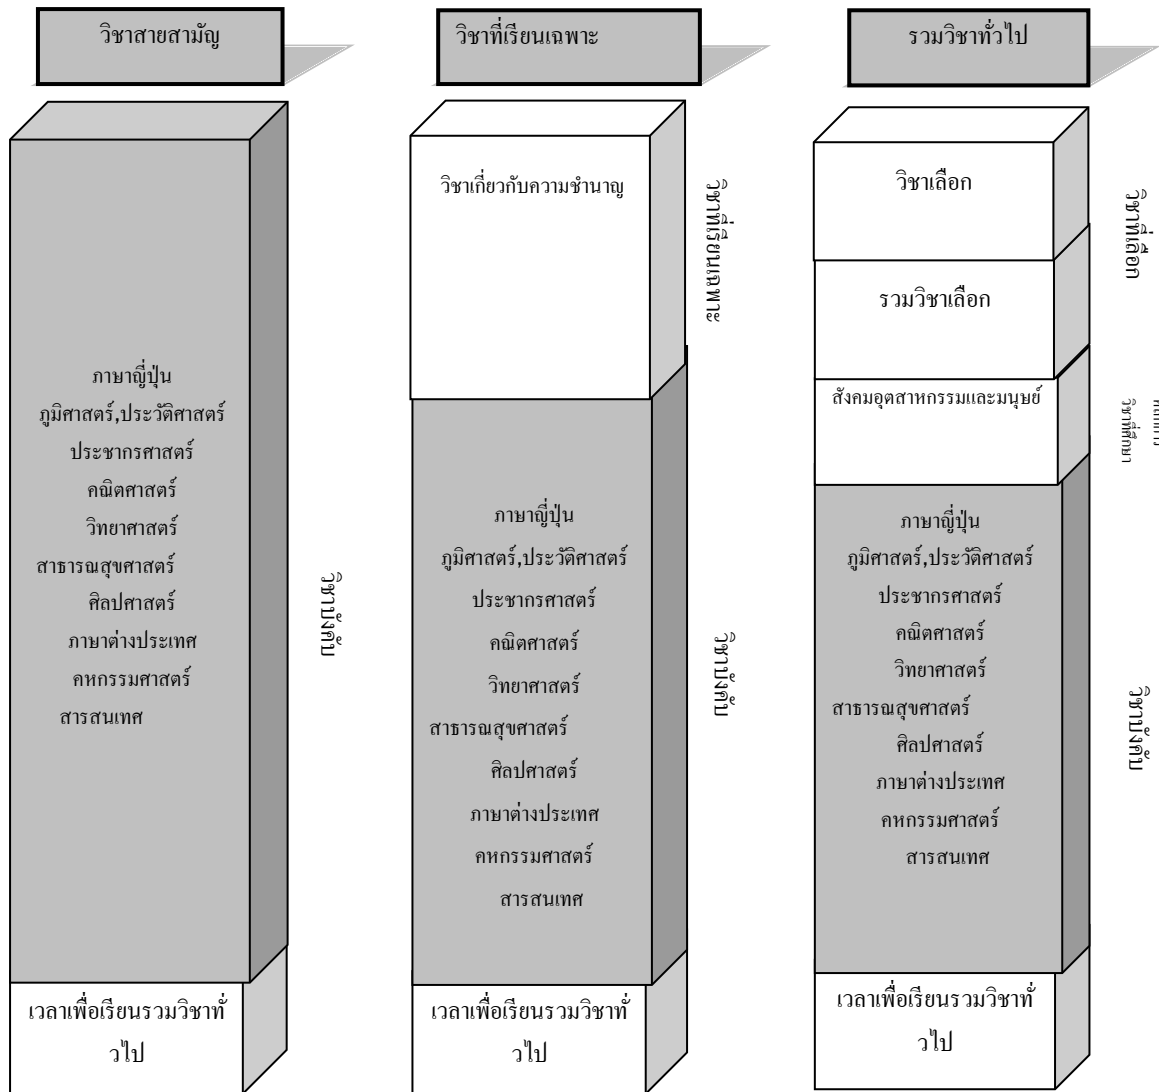 วิชาสายสามัญ
ภาษาญี่ปุ่น
ภูมิศาสตร์,ประวัติศาสตร์
ประชากรศาสตร์
คณิตศาสตร์
วิทยาศาสตร์
สาธารณสุขศาสตร์
ศิลปศาสตร์
ภาษาต่างประเทศ
คหกรรมศาสตร์
สารสนเทศ
วิชาบังคับ
เวลาเพื่อเรียนรวมวิชาทั่
วไป
วิชาที่เรียนเฉพาะ
วิชาเกี่ยวกับความชำนาญ
วิชาที่เรียนเฉพาะ
ภาษาญี่ปุ่น
ภูมิศาสตร์,ประวัติศาสตร์
ประชากรศาสตร์
คณิตศาสตร์
วิทยาศาสตร์
สาธารณสุขศาสตร์
ศิลปศาสตร์
ภาษาต่างประเทศ
คหกรรมศาสตร์
สารสนเทศ
วิชาบังคับ
เวลาเพื่อเรียนรวมวิชาทั่
วไป
รวมวิชาทั่วไป
วิชาเลือก
รวมวิชาเลือก
วิชาที่เลือก
สังคมอุตสาหกรรมและมนุษย์
วิชาที่ศึกษา
ภาษาญี่ปุ่น
ภูมิศาสตร์,ประวัติศาสตร์
ประชากรศาสตร์
คณิตศาสตร์
วิทยาศาสตร์
สาธารณสุขศาสตร์
ศิลปศาสตร์
ภาษาต่างประเทศ
คหกรรมศาสตร์
สารสนเทศ
วิชาบังคับ
เวลาเพื่อเรียนรวมวิชาทั่
วไป